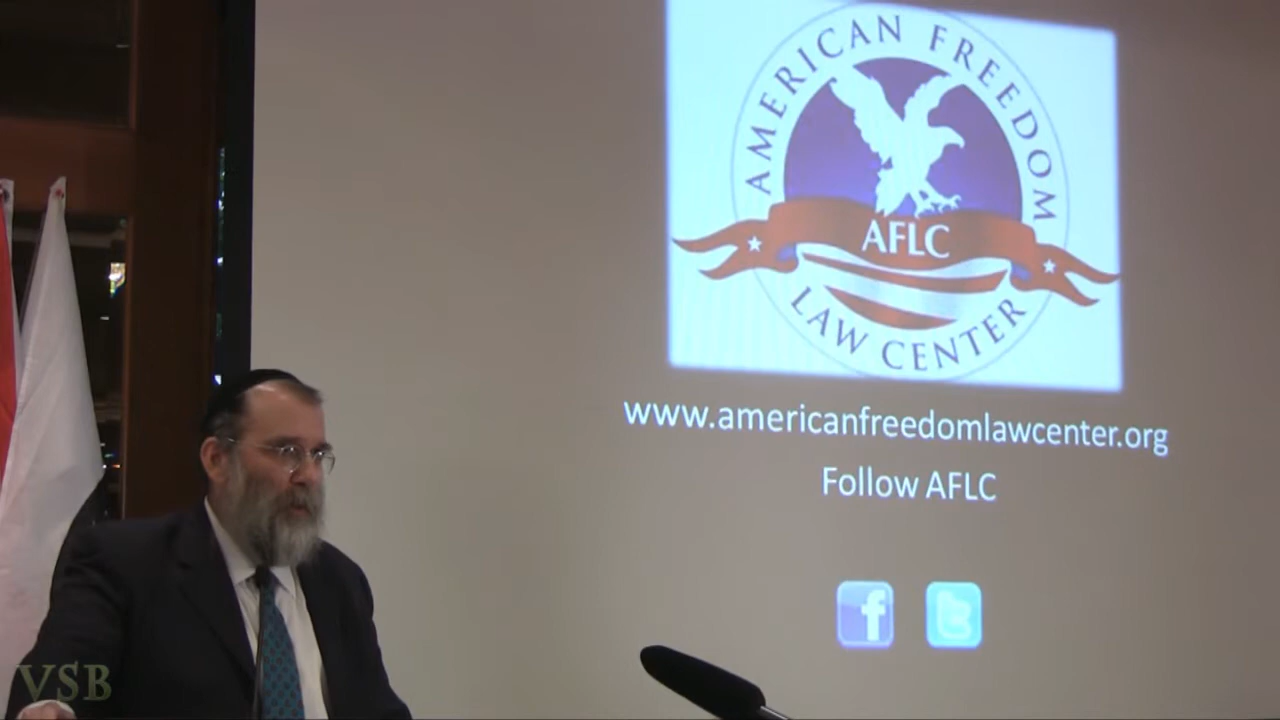 AMERICAN FREEDOM
AFLC
LAW CENTER
www.americanfreedomlawcenter.org
Follow AFLC
f
t
VSB